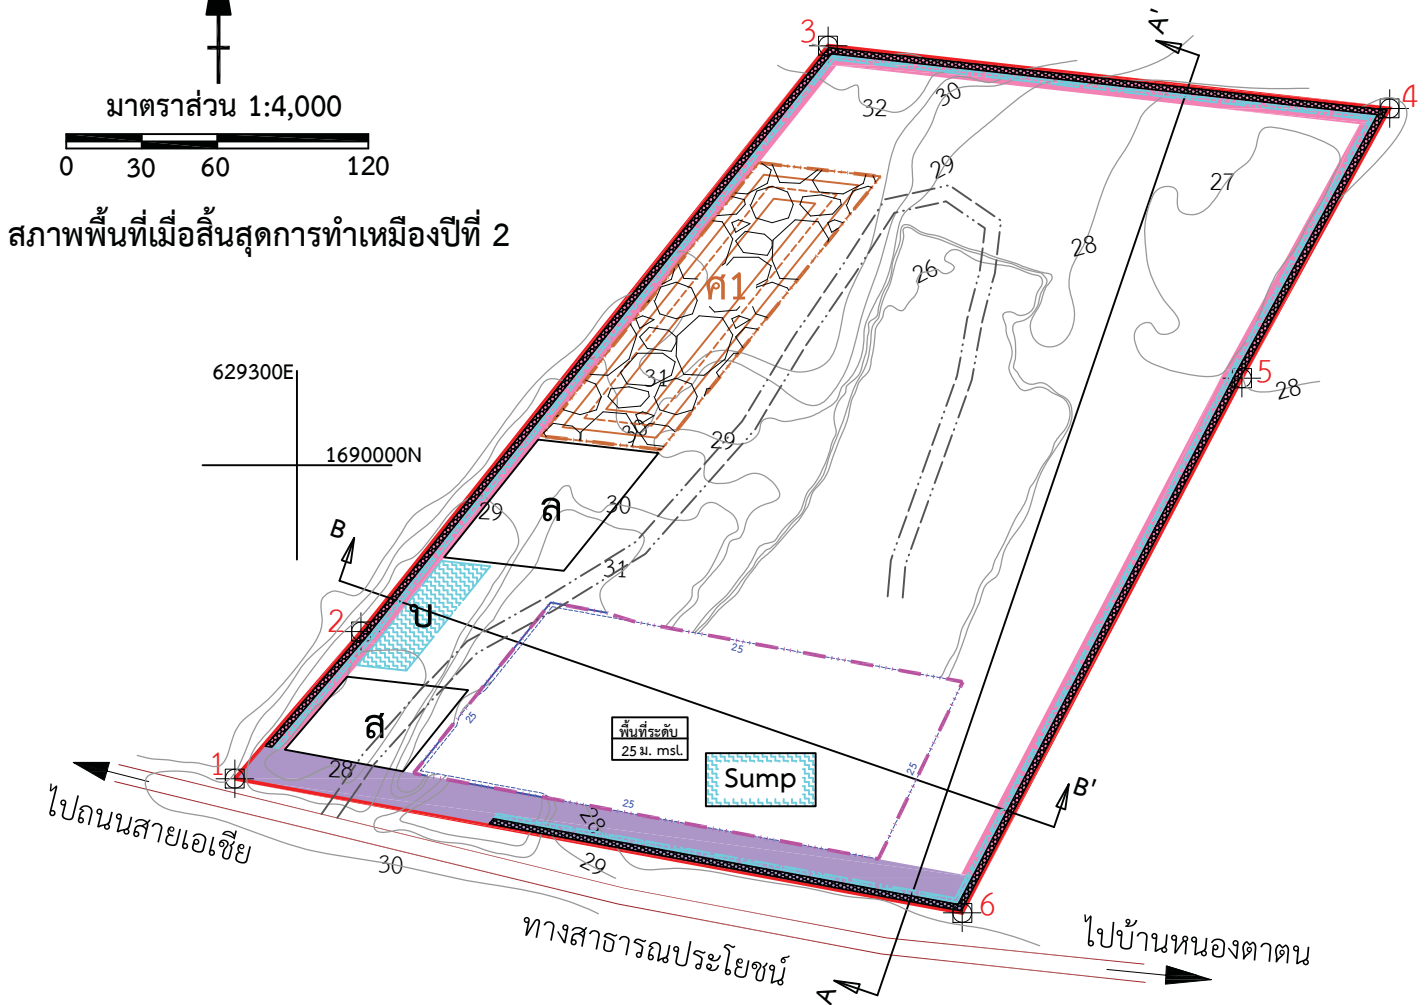 มาตราส่วน 1:4,000
0 30 60 120
สภาพพื้นที่เมื่อสิ้นสุดการทำเหมืองปีที่ 2
3
A'
4
32
30
29
27
28
26
ศ1
5
28
31
30
29
629300E
1690000N
29
ล
30
31
B
2
บ
25
ส
25
พื้นที่ระดับ
25 ม. msl.
Sump
25
B'
1
28
25
28
ไปถนนสายเอเชีย
30
29
6
ทางสาธารณประโยชน์
ไปบ้านหนองตาตน
A